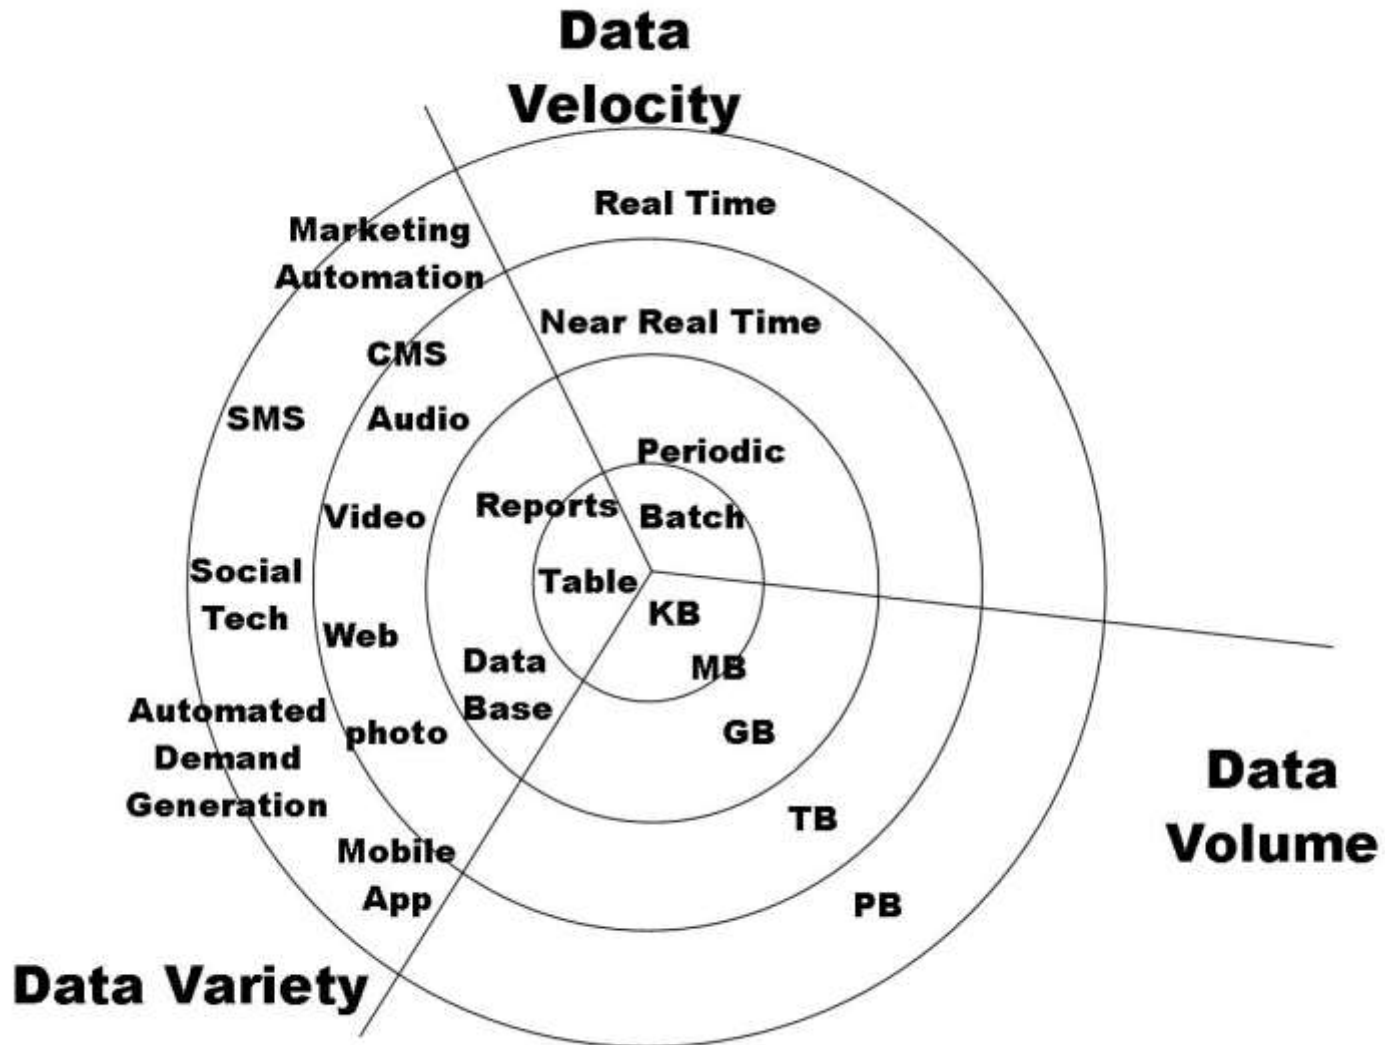 Data
Velocity
Real Time
Marketing
Automation
Near Real Time
CMS
SMS
Audio
Periodic
Reports
Batch
Video
Social
Tech
Table
KB
Web
Data
Base
MB
Automated
Demand
Generation
photo
GB
Data
Volume
TB
Mobile
App
PB
Data Variety